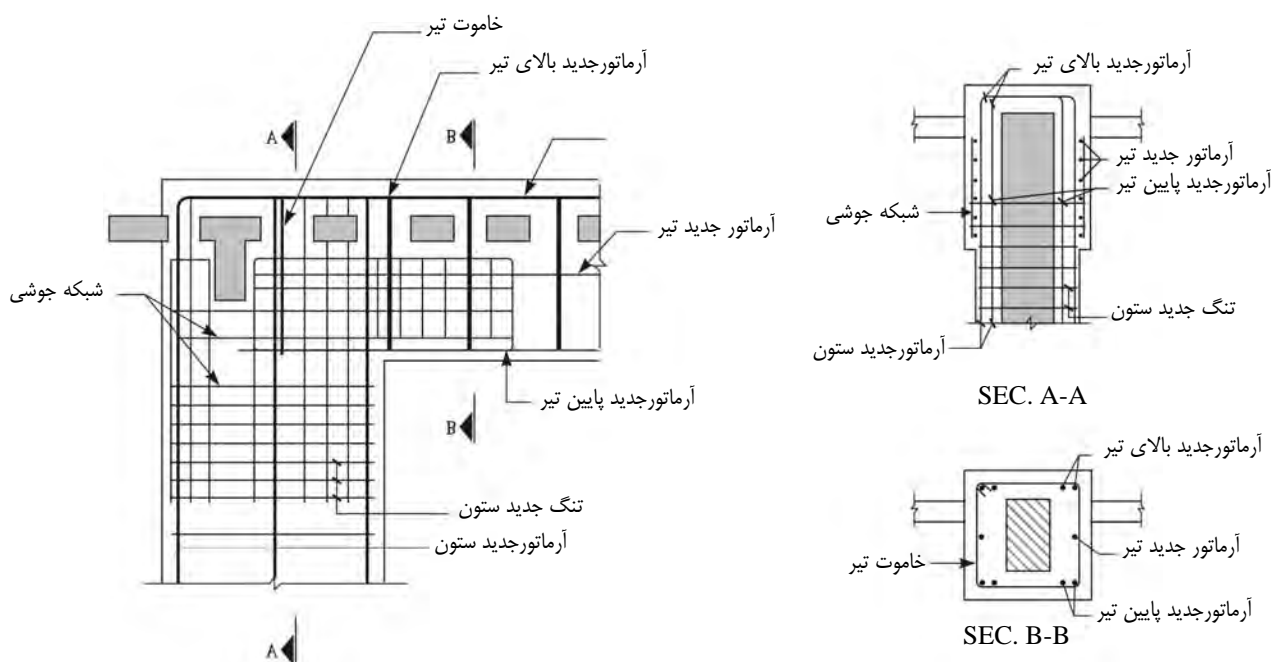 خاموت تیر
آرماتورجدید بالای تیر
A
B
آرماتور جدید تیر
شبکه جوشی
آرماتورجدید پایین تیر
B
تنگ جدید ستون
آرماتورجدید ستون
A
آرماتورجدید بالای تیر
آرماتور جدید تیر
آرماتورجدید پایین تیر
شبکه جوشی
تنگ جدید ستون
آرماتورجدید ستون
SEC. A-A
آرماتورجدید بالای تیر
آرماتور جدید تیر
خاموت تیر
آرماتورجدید پایین تیر
SEC. B-B